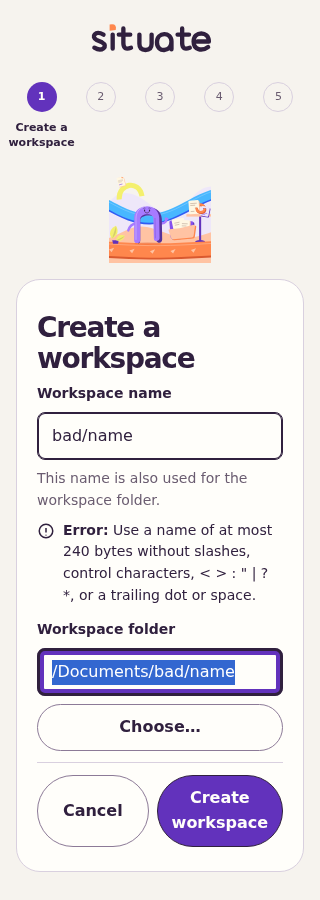 situate
1
2
3
4
5
Create a
workspace
Create a
workspace
Workspace name
bad/name
This name is also used for the
workspace folder.
Error: Use a name of at most
240 bytes without slashes,
control characters, < > : " | ?
*, or a trailing dot or space.
Workspace folder
/Documents/bad/name
Choose…
Cancel
Create
workspace